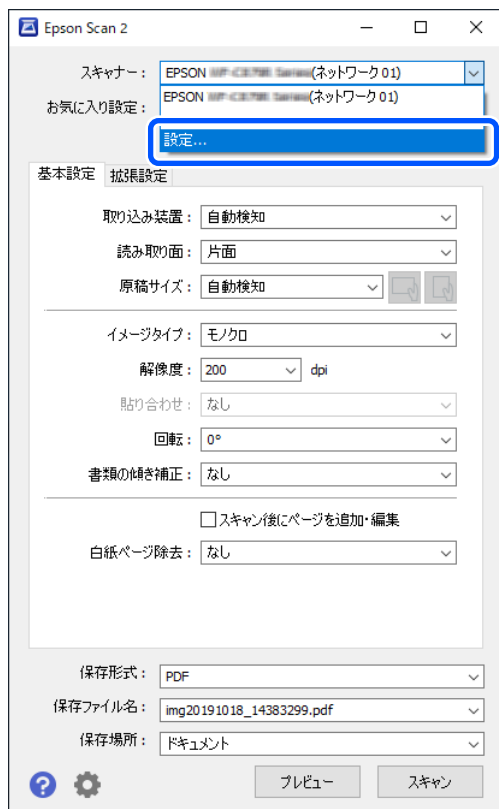 Epson Scan 2
スキャナー： EPSON (ネットワーク01)
EPSON (ネットワーク01)
お気に入り設定：
設定...
基本設定 拡張設定
取り込み装置： 自動検知
読み取り面： 片面
原稿サイズ： 自動検知
イメージタイプ： モノクロ
解像度： 200 dpi
貼り合わせ： なし
回転： 0°
書類の傾き補正： なし
スキャン後にページを追加・編集
白紙ページ除去： なし
保存形式： PDF
保存ファイル名： img20191018_14383299.pdf
保存場所： ドキュメント
プレビュー スキャン